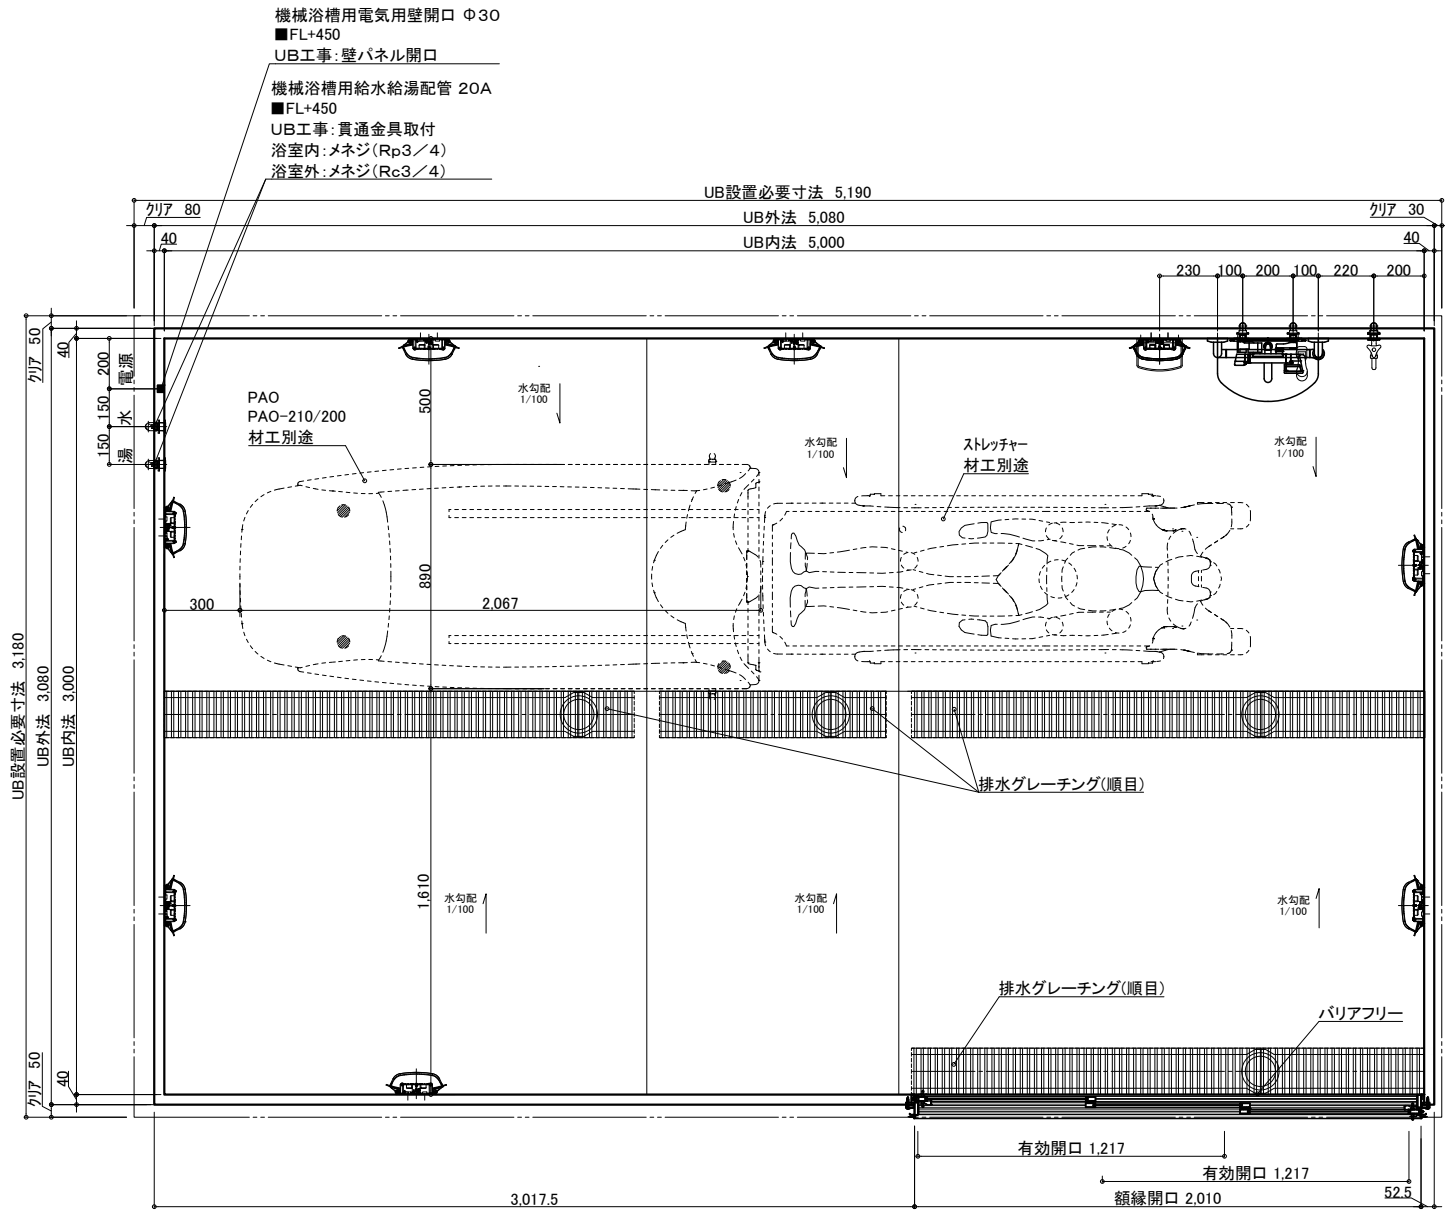 機械浴槽用電気用壁開口 Φ30
■FL+450
UB工事:壁パネル開口
機械浴槽用給水給湯配管 20A
■FL+450
UB工事:貫通金具取付
浴室内:メネジ(Rp3/4)
浴室外:メネジ(Rc3/4)
UB設置必要寸法 5,190
クリア 80
UB外法 5,080
クリア 30
40
UB内法 5,000
40
230
100
200
100
220
200
クリア 50
40
200
電源
150
水
150
湯
500
水勾配
1/100
PAO
PAO-210/200
材工別途
水勾配
1/100
ストレッチャー
材工別途
水勾配
1/100
890
300
2,067
UB設置必要寸法 3,180
UB外法 3,080
UB内法 3,000
排水グレーチング(順目)
1,610
水勾配
1/100
水勾配
1/100
水勾配
1/100
排水グレーチング(順目)
バリアフリー
クリア 50
40
有効開口 1,217
有効開口 1,217
3,017.5
額縁開口 2,010
52.5